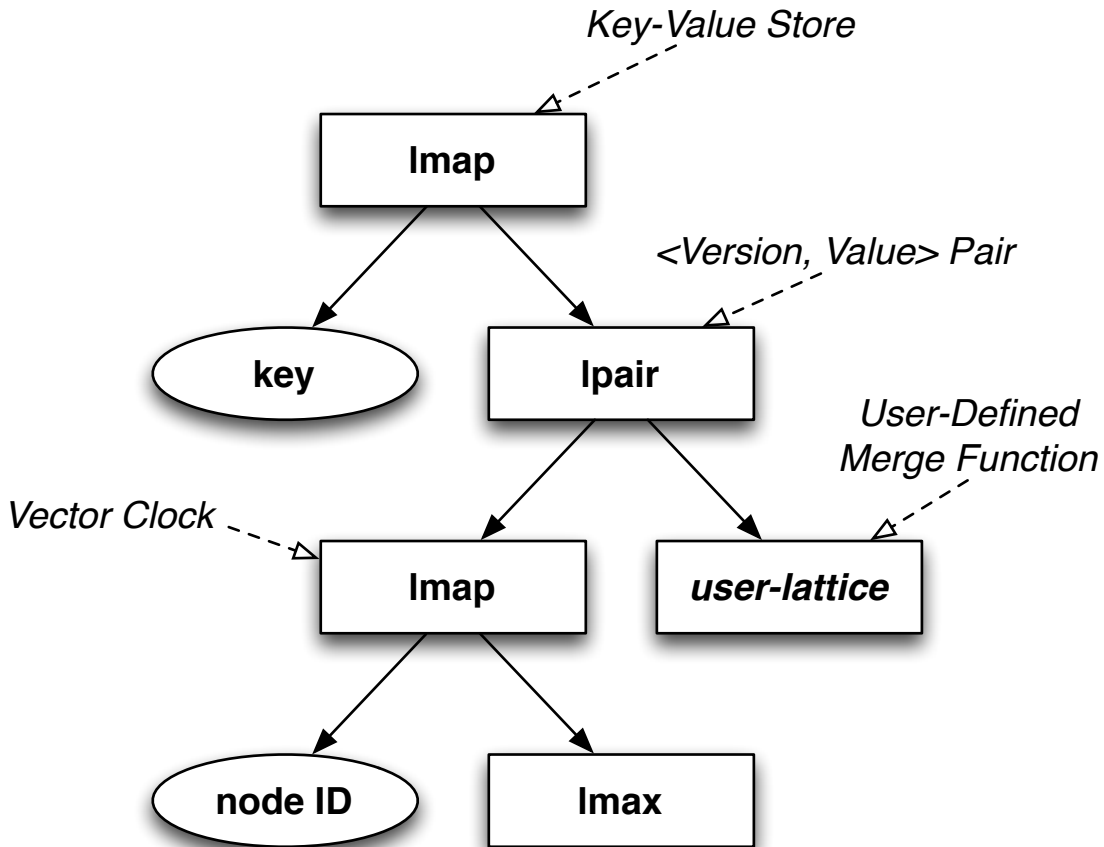 Key-Value Store
lmap
<Version, Value> Pair
key
lpair
User-Defined
Merge Function
Vector Clock
lmap
user-lattice
node ID
lmax